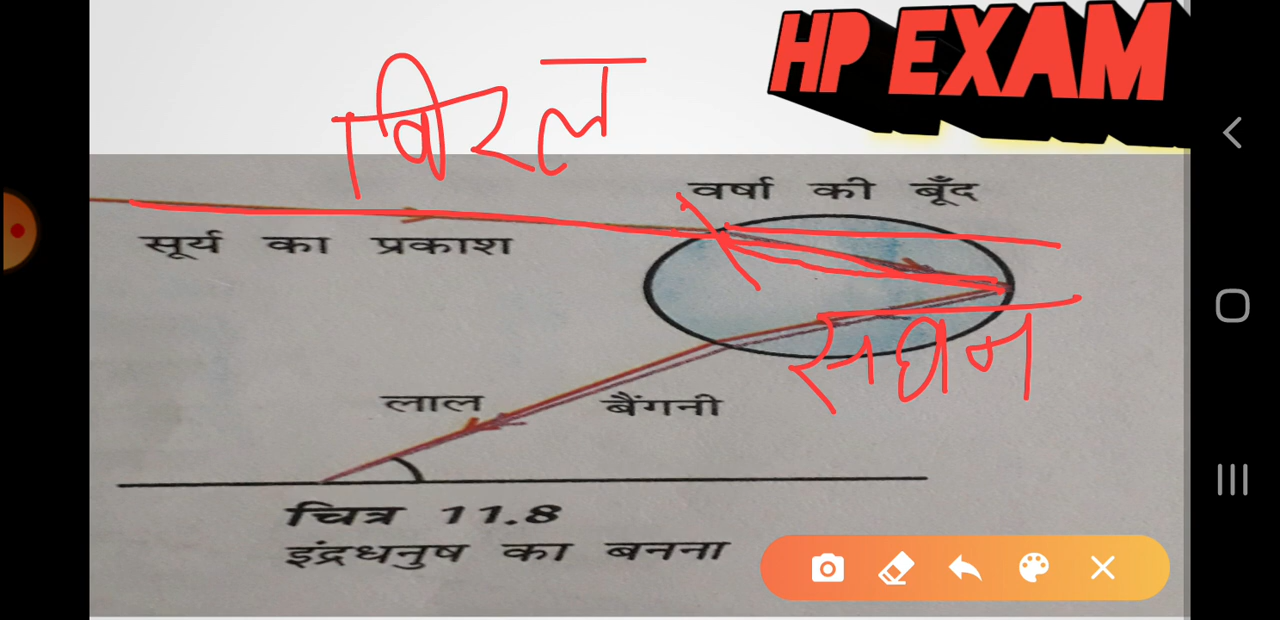 HP EXAM
विरल
वर्षा की बूँद
सूर्य का प्रकाश
सघन
लाल बैंगनी
चित्र 11.8
इंद्रधनुष का बनना